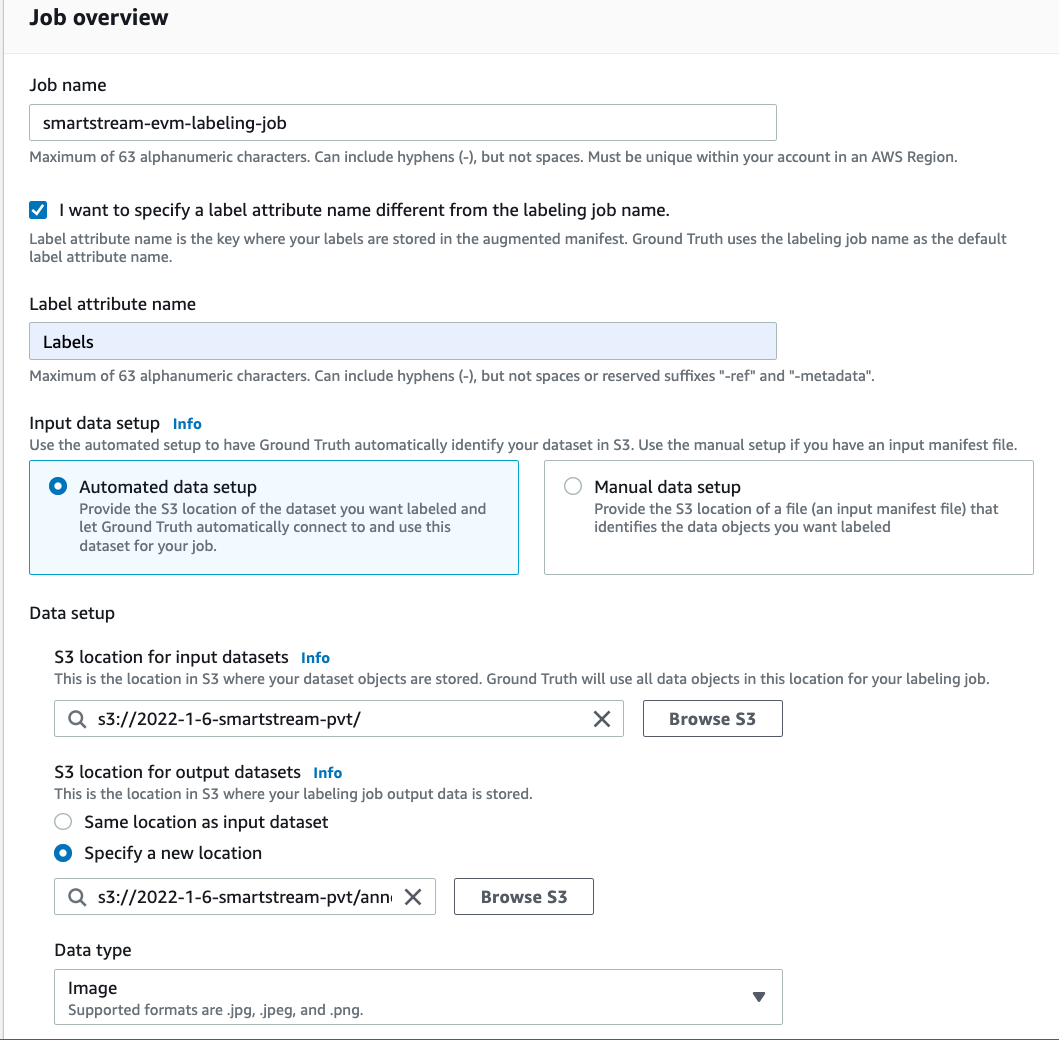 Job overview
Job name
smartstream-evm-labeling-job
Maximum of 63 alphanumeric characters. Can include hyphens (-), but not spaces. Must be unique within your account in an AWS Region.
I want to specify a label attribute name different from the labeling job name.
Label attribute name is the key where your labels are stored in the augmented manifest. Ground Truth uses the labeling job name as the default
label attribute name.
Label attribute name
Labels
Maximum of 63 alphanumeric characters. Can include hyphens (-), but not spaces or reserved suffixes "-ref" and "-metadata".
Input data setup Info
Use the automated setup to have Ground Truth automatically identify your dataset in S3. Use the manual setup if you have an input manifest file.
Automated data setup
Provide the S3 location of the dataset you want labeled and
let Ground Truth automatically connect to and use this
dataset for your job.
Manual data setup
Provide the S3 location of a file (an input manifest file) that
identifies the data objects you want labeled
Data setup
S3 location for input datasets Info
This is the location in S3 where your dataset objects are stored. Ground Truth will use all data objects in this location for your labeling job.
s3://2022-1-6-smartstream-pvt/
Browse S3
S3 location for output datasets Info
This is the location in S3 where your labeling job output data is stored.
Same location as input dataset
Specify a new location
s3://2022-1-6-smartstream-pvt/ann
Browse S3
Data type
Image
Supported formats are .jpg, .jpeg, and .png.